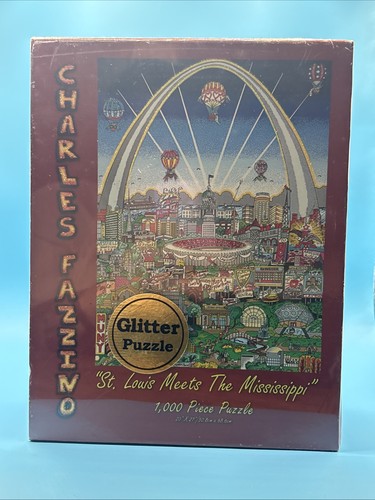 CHARLES FAZZINO
Glitter
Puzzle
"St. Louis Meets The Mississippi"
1,000 Piece Puzzle